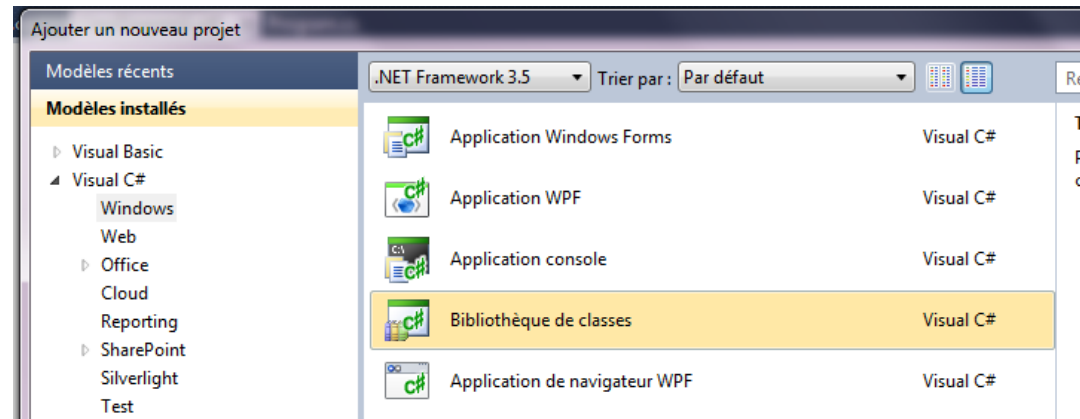 Ajouter un nouveau projet
Modèles récents
Modèles installés
Visual Basic
Visual C#
Windows
Web
Office
Cloud
Reporting
SharePoint
Silverlight
Test
.NET Framework 3.5 Trier par : Par défaut
Application Windows Forms Visual C#
Application WPF Visual C#
Application console Visual C#
Bibliothèque de classes Visual C#
Application de navigateur WPF Visual C#